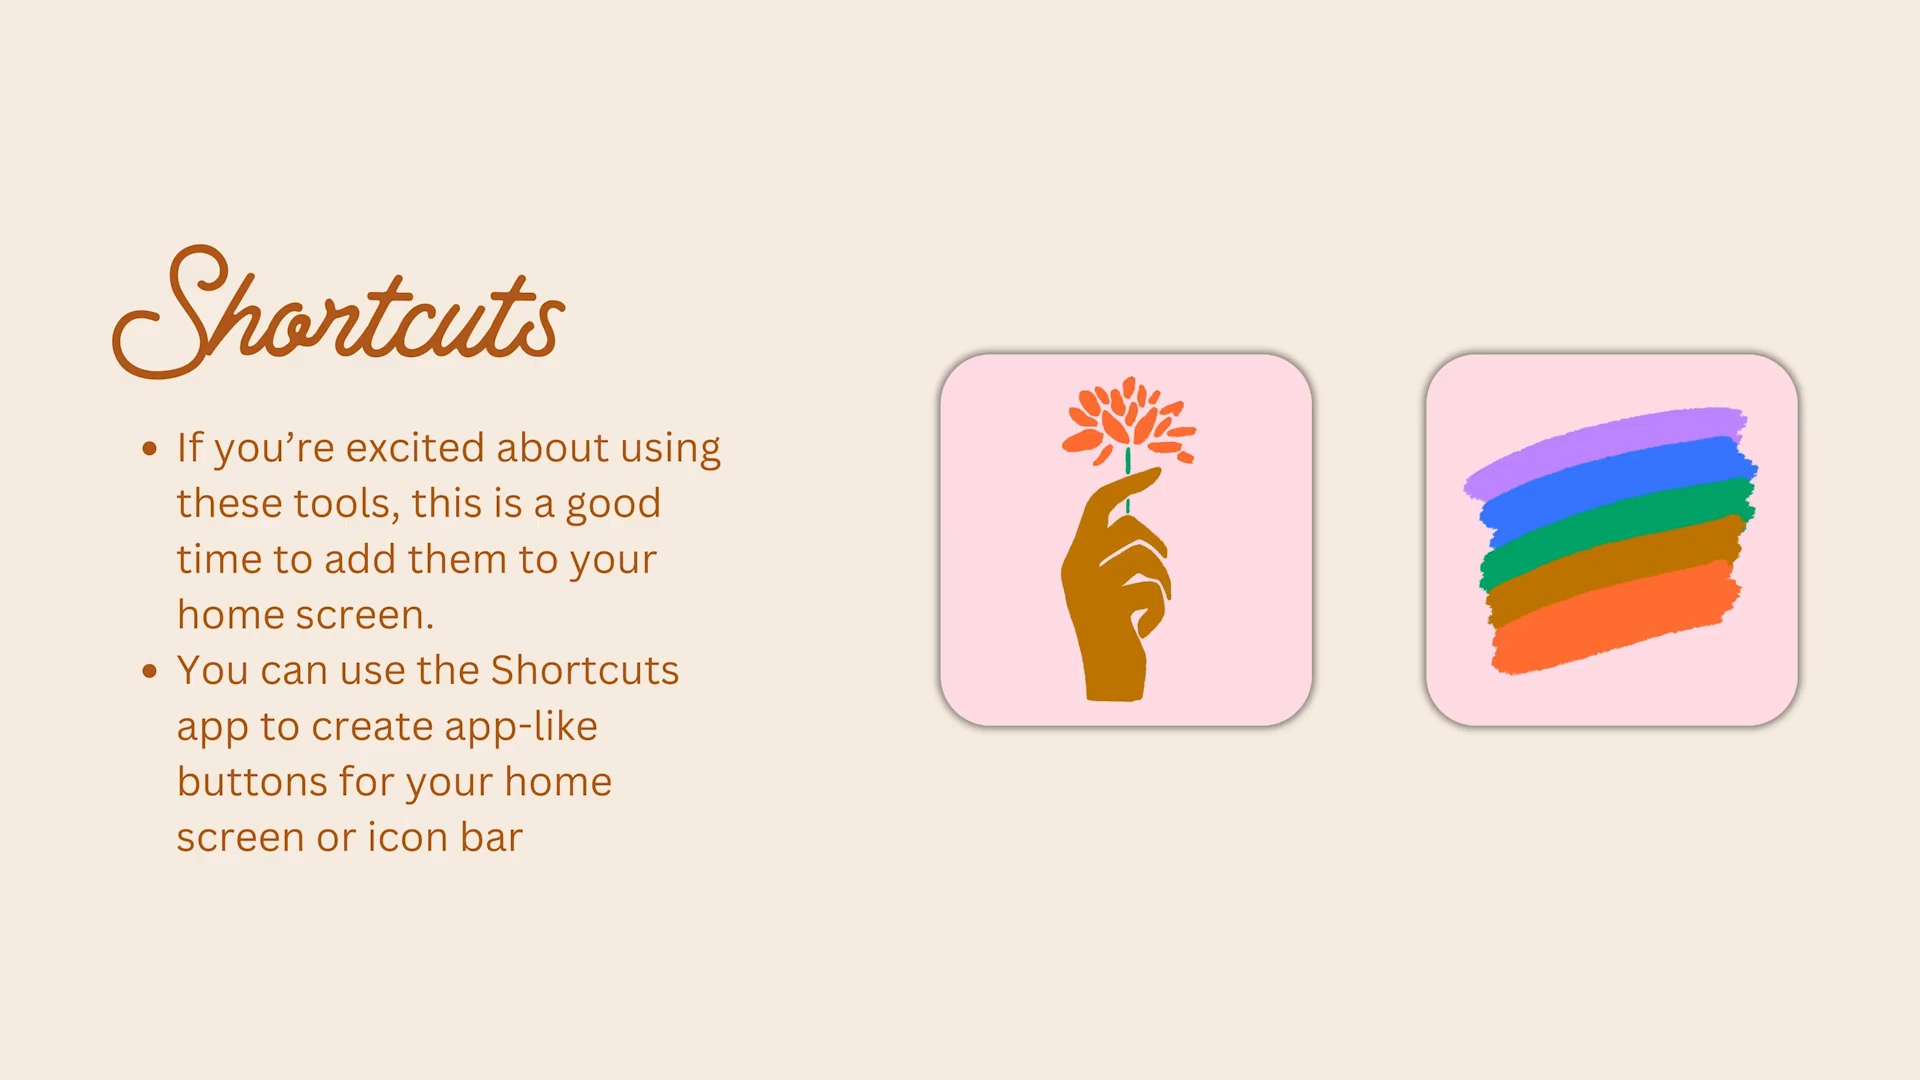 Shortcuts
• If you’re excited about using
these tools, this is a good
time to add them to your
home screen.
• You can use the Shortcuts
app to create app-like
buttons for your home
screen or icon bar